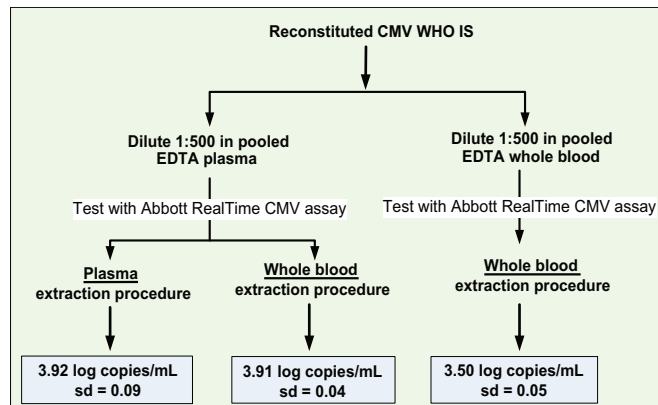 Reconstituted CMV WHO IS
Dilute 1:500 in pooled
EDTA plasma
Dilute 1:500 in pooled
EDTA whole blood
Test with Abbott RealTime CMV assay
Test with Abbott RealTime CMV assay
Plasma
extraction procedure
Whole blood
extraction procedure
Whole blood
extraction procedure
3.92 log copies/mL
sd = 0.09
3.91 log copies/mL
sd = 0.04
3.50 log copies/mL
sd = 0.05